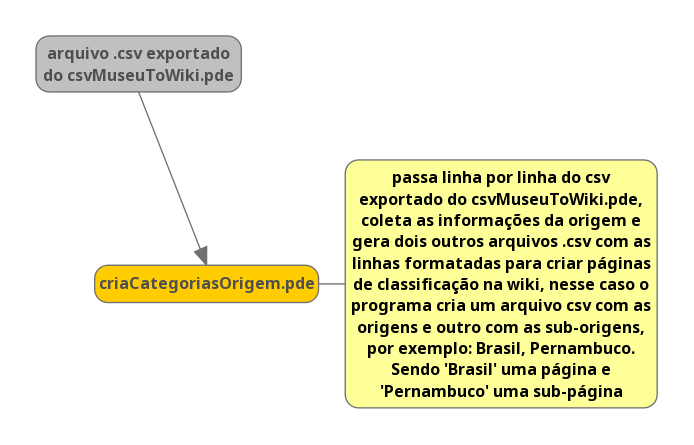 arquivo .csv exportado
do csvMuseuToWiki.pde
passa linha por linha do csv
exportado do csvMuseuToWiki.pde,
coleta as informações da origem e
gera dois outros arquivos .csv com as
linhas formatadas para criar páginas
de classificação na wiki, nesse caso o
programa cria um arquivo csv com as
origens e outro com as sub-origens,
por exemplo: Brasil, Pernambuco.
Sendo 'Brasil' uma página e
'Pernambuco' uma sub-página
criaCategoriasOrigem.pde